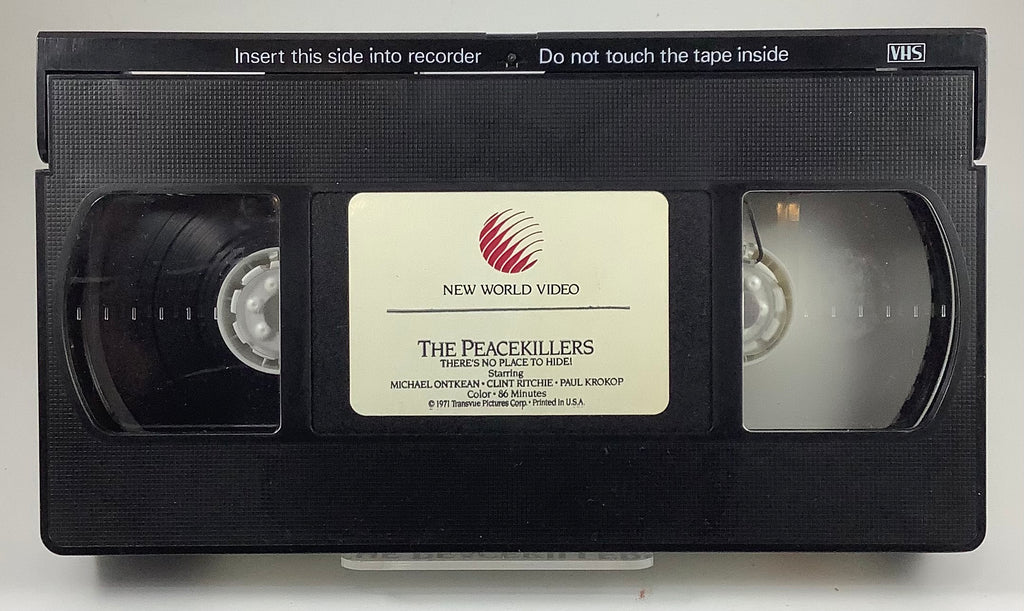 Insert this side into recorder Do not touch the tape inside VHS
NEW WORLD VIDEO
THE PEACEKILLERS
THERE'S NO PLACE TO HIDE!
Starring
MICHAEL ONTKEAN • CLINT RITCHIE • PAUL KROKOP
Color • 86 Minutes
© 1971 Transvue Pictures Corp. • Printed in U.S.A.